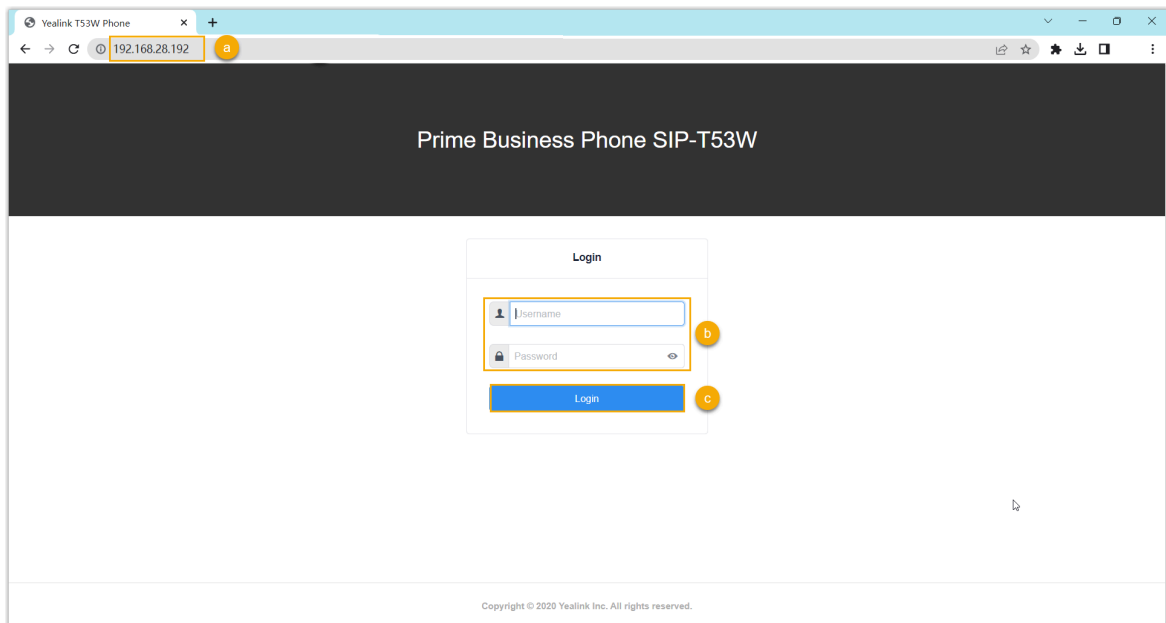 Yealink T53W Phone
192.168.28.192 a
Prime Business Phone SIP-T53W
Login
Username
b
Password
Login c
Copyright © 2020 Yealink Inc. All rights reserved.